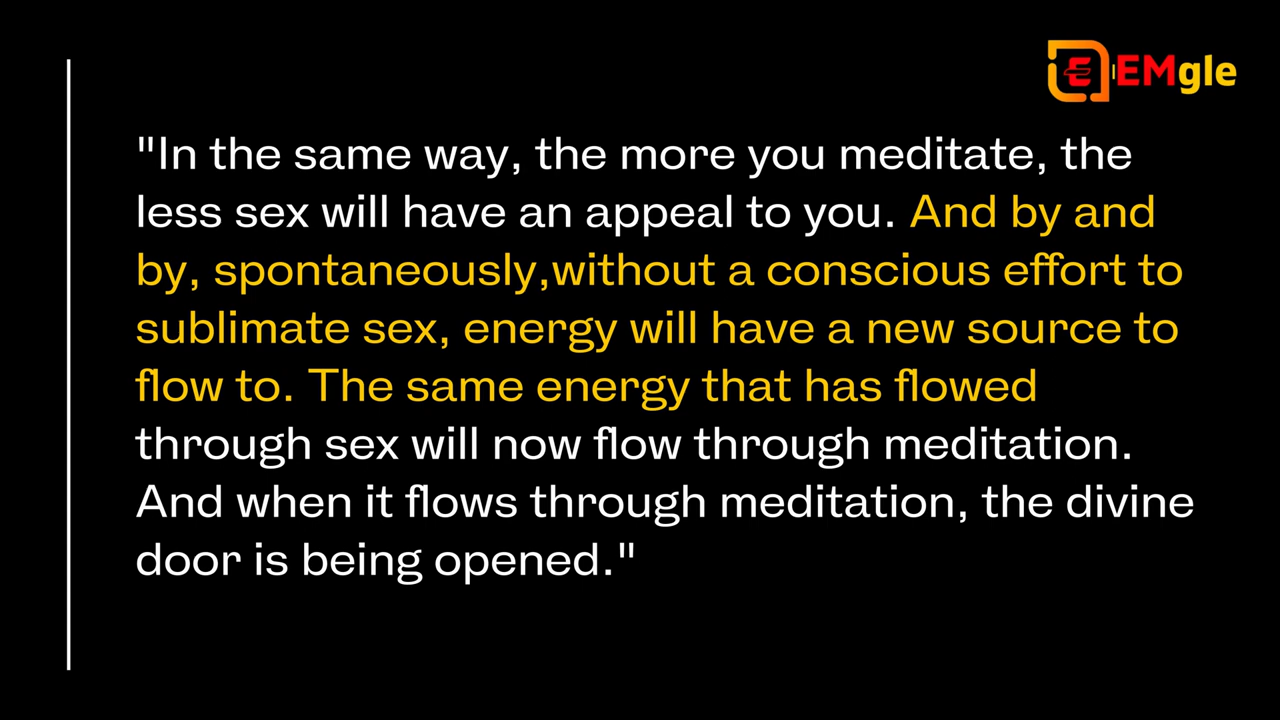 EMgle
"In the same way, the more you meditate, the
less sex will have an appeal to you. And by and
by, spontaneously,without a conscious effort to
sublimate sex, energy will have a new source to
flow to. The same energy that has flowed
through sex will now flow through meditation.
And when it flows through meditation, the divine
door is being opened."